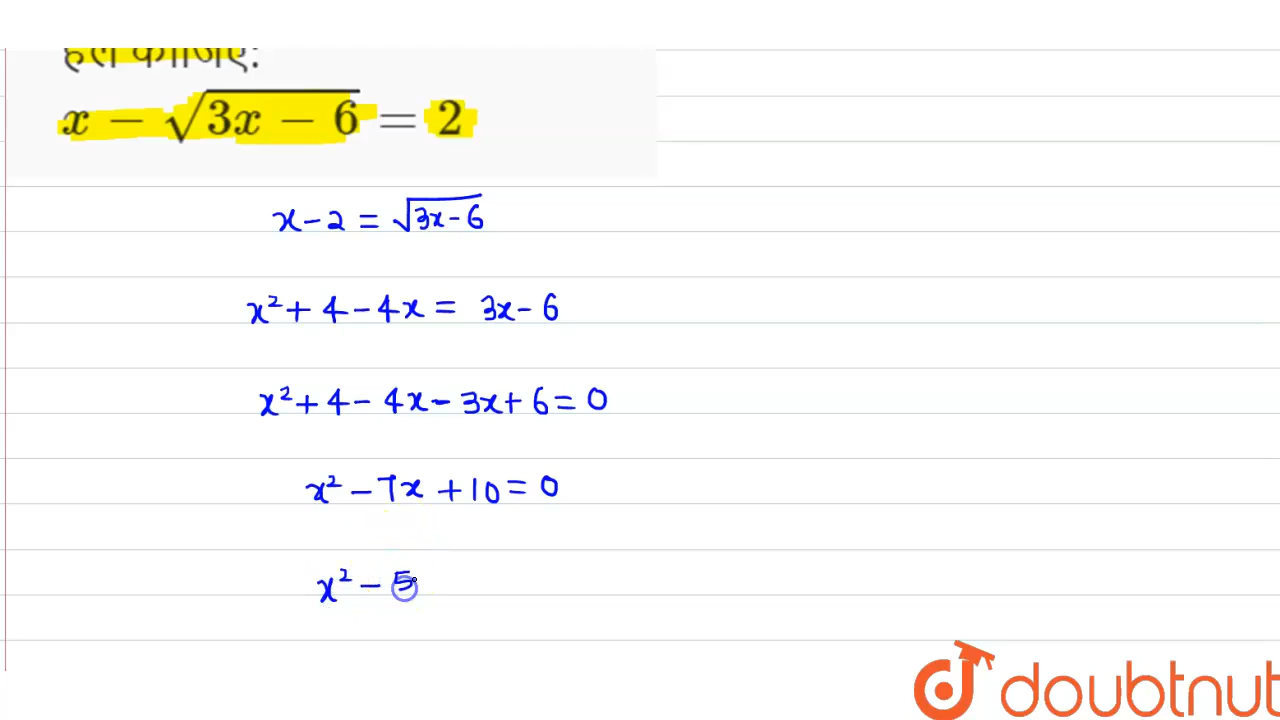 हल कीजिए:
x − √(3x − 6) = 2
x − 2 = √(3x − 6)
x² + 4 − 4x = 3x − 6
x² + 4 − 4x − 3x + 6 = 0
x² − 7x + 10 = 0
x² − 5
doubtnut